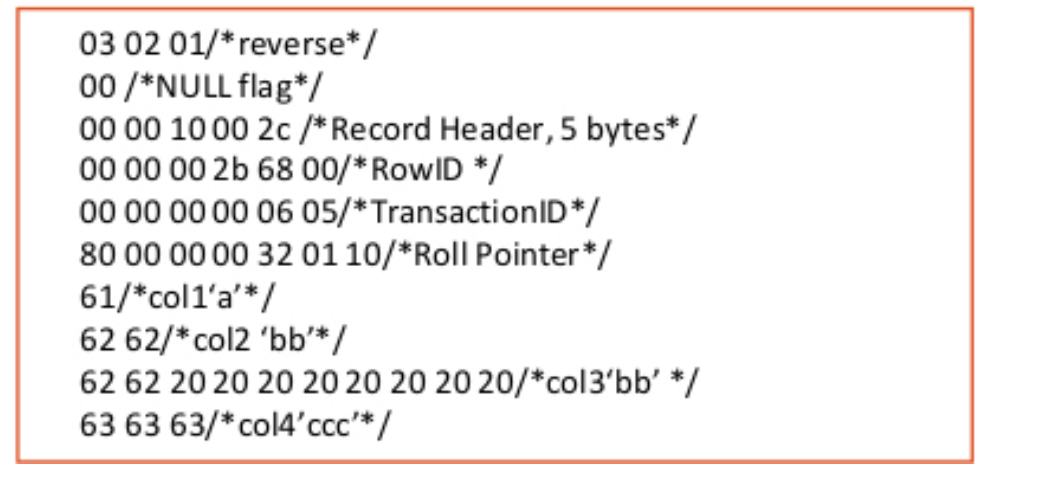 03 02 01/*reverse*/
00 /*NULL flag*/
00 00 10 00 2c /*Record Header, 5 bytes*/
00 00 00 2b 68 00/*RowID */
00 00 00 00 06 05/*TransactionID*/
80 00 00 00 32 01 10/*Roll Pointer*/
61/*col1‘a’*/
62 62/*col2 ‘bb’*/
62 62 20 20 20 20 20 20 20 20/*col3‘bb’ */
63 63 63/*col4’ccc’*/